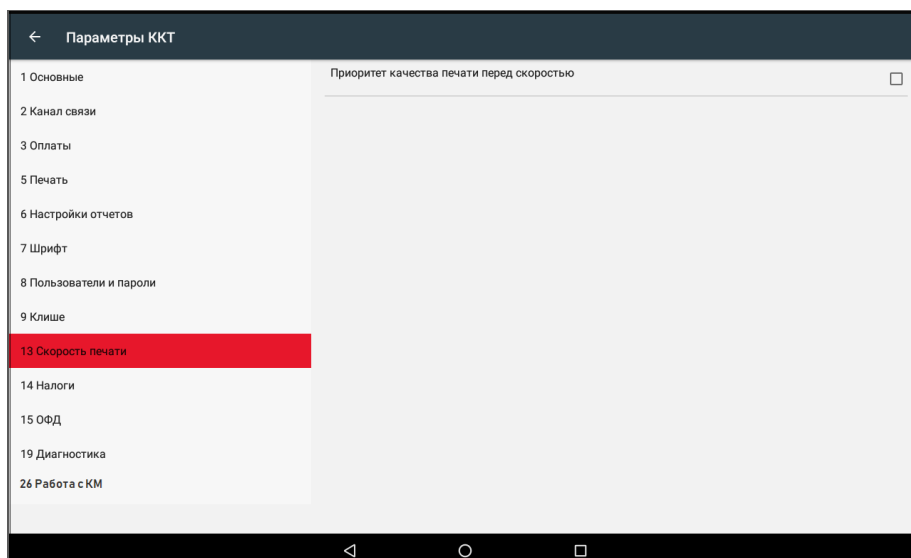 Параметры ККТ
1 Основные
2 Канал связи
3 Оплаты
5 Печать
6 Настройки отчетов
7 Шрифт
8 Пользователи и пароли
9 Клише
13 Скорость печати
14 Налоги
15 ОФД
19 Диагностика
26 Работа с КМ
Приоритет качества печати перед скоростью